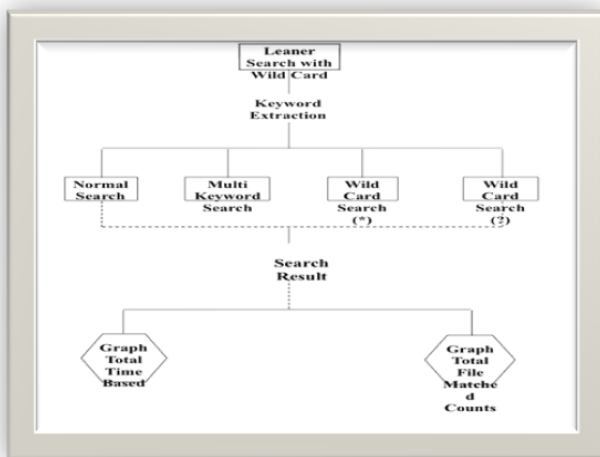 Leaner
Search with
Wild Card
Keyword
Extraction
Normal
Search
Multi
Keyword
Search
Wild
Card
Search
(*)
Wild
Card
Search
(?)
Search
Result
Graph
Total
Time
Based
Graph
Total
File
Matche
d
Counts